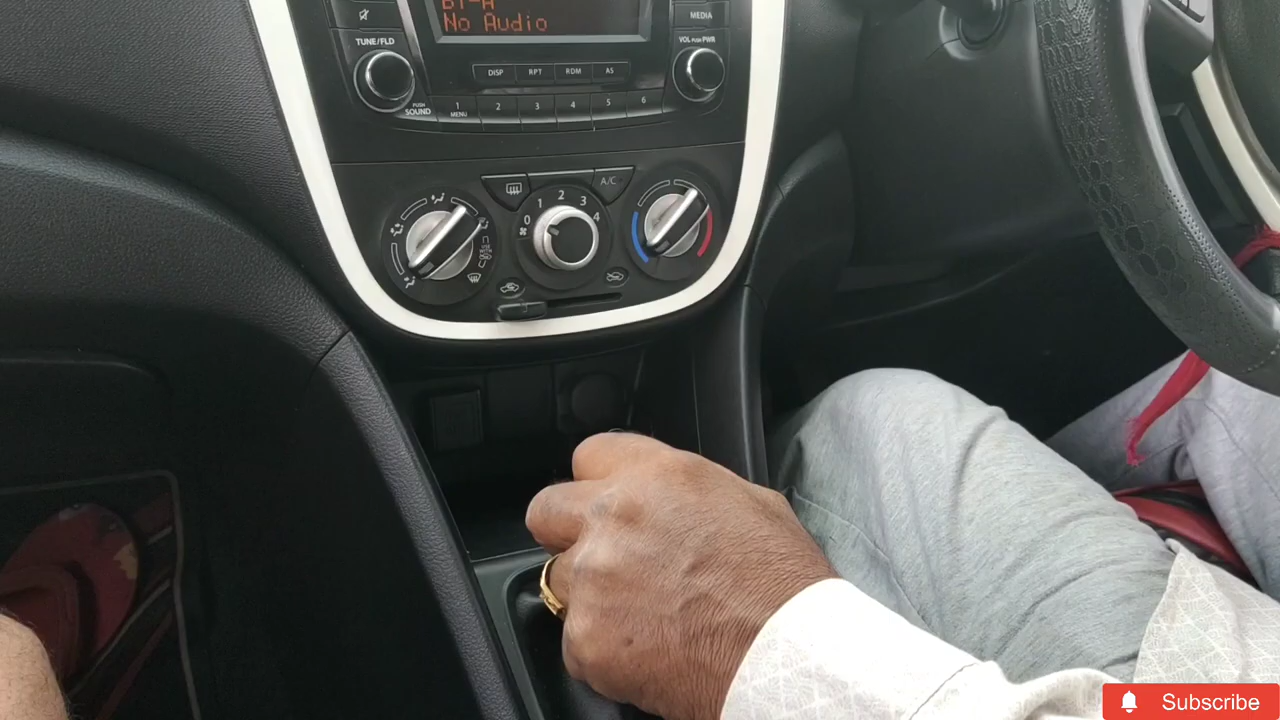 BT-A
No Audio
MEDIA
TUNE/FLD
VOL PUSH PWR
DISP RPT RDM AS
PUSH
SOUND
1 2 3 4 5 6
MENU
A/C
0 1 2 3 4
Subscribe